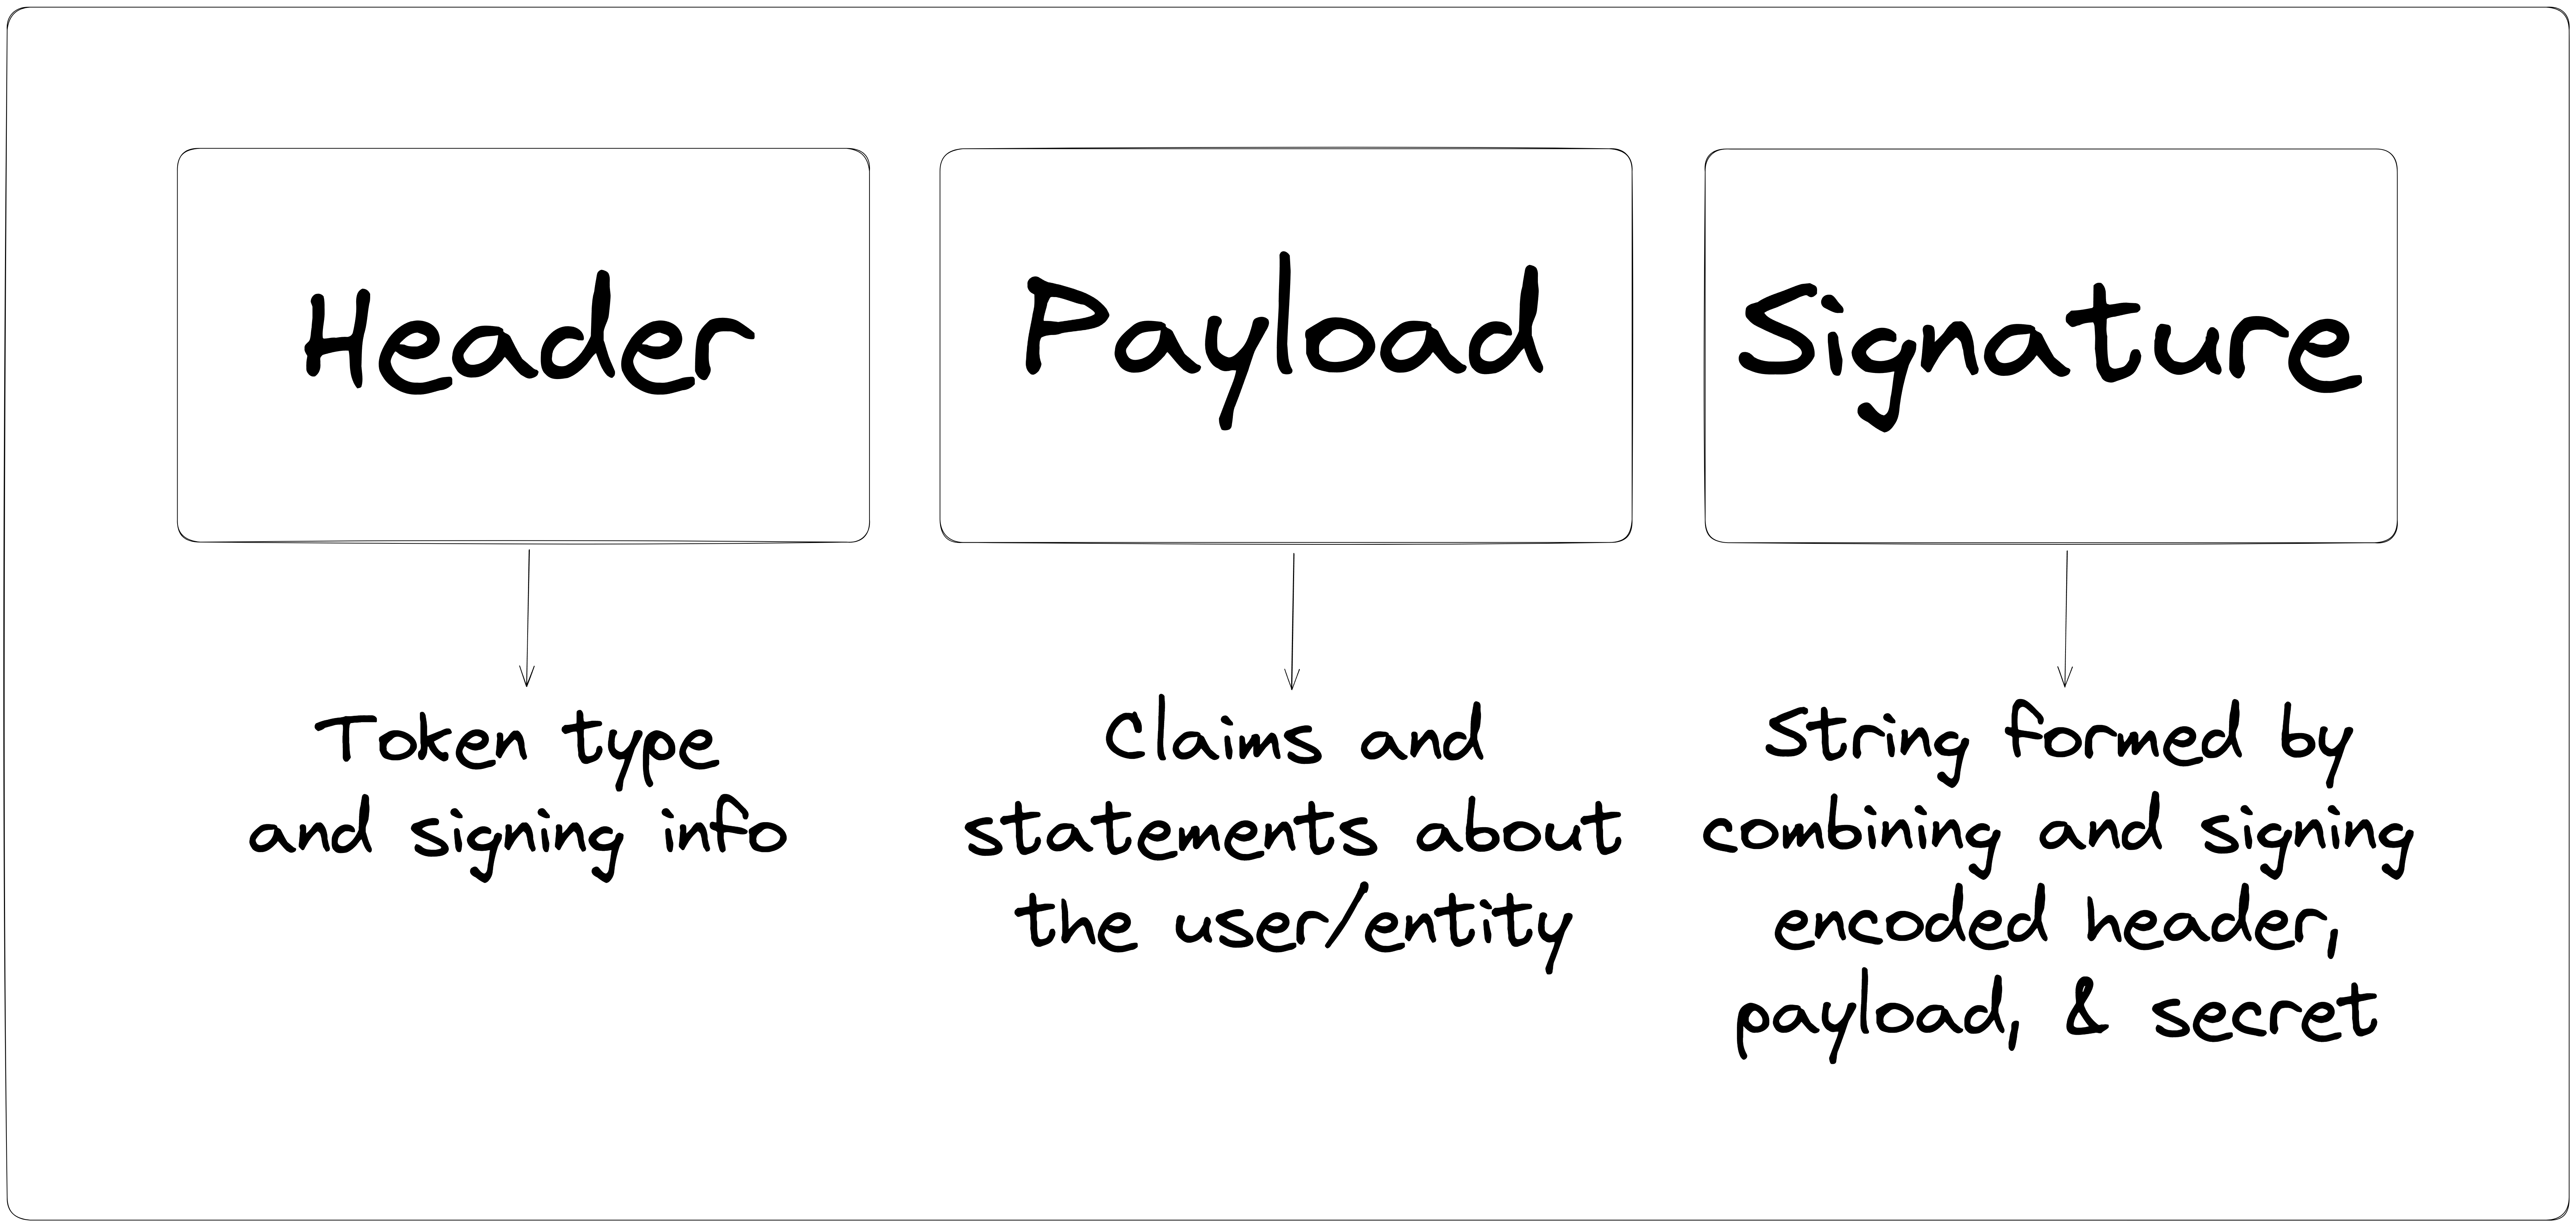 Header
Payload
Signature
Token type
and signing info
Claims and
statements about
the user/entity
String formed by
combining and signing
encoded header,
payload, & secret